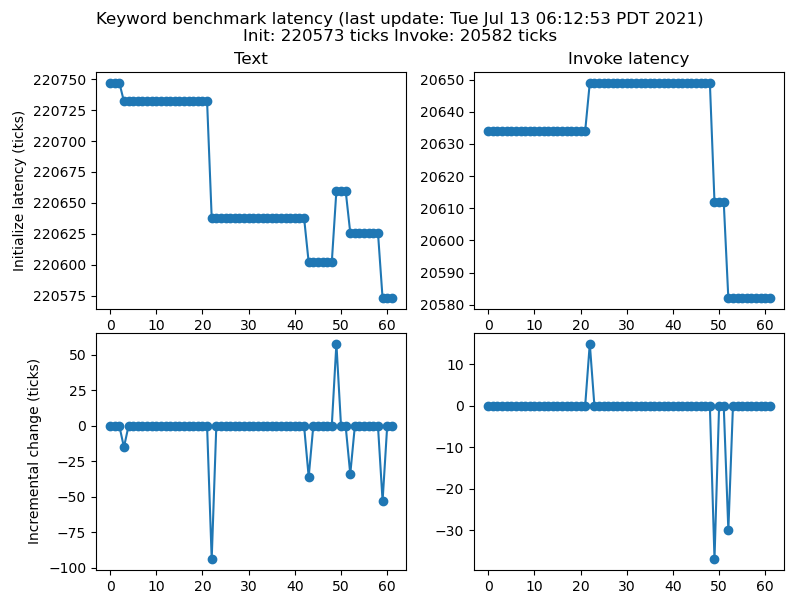 Keyword benchmark latency (last update: Tue Jul 13 06:12:53 PDT 2021)
Init: 220573 ticks Invoke: 20582 ticks
Text
Initialize latency (ticks)
220750
220725
220700
220675
220650
220625
220600
220575
0 10 20 30 40 50 60
Invoke latency
20650
20640
20630
20620
20610
20600
20590
20580
0 10 20 30 40 50 60
Incremental change (ticks)
50
25
0
−25
−50
−75
−100
0 10 20 30 40 50 60
10
0
−10
−20
−30
0 10 20 30 40 50 60